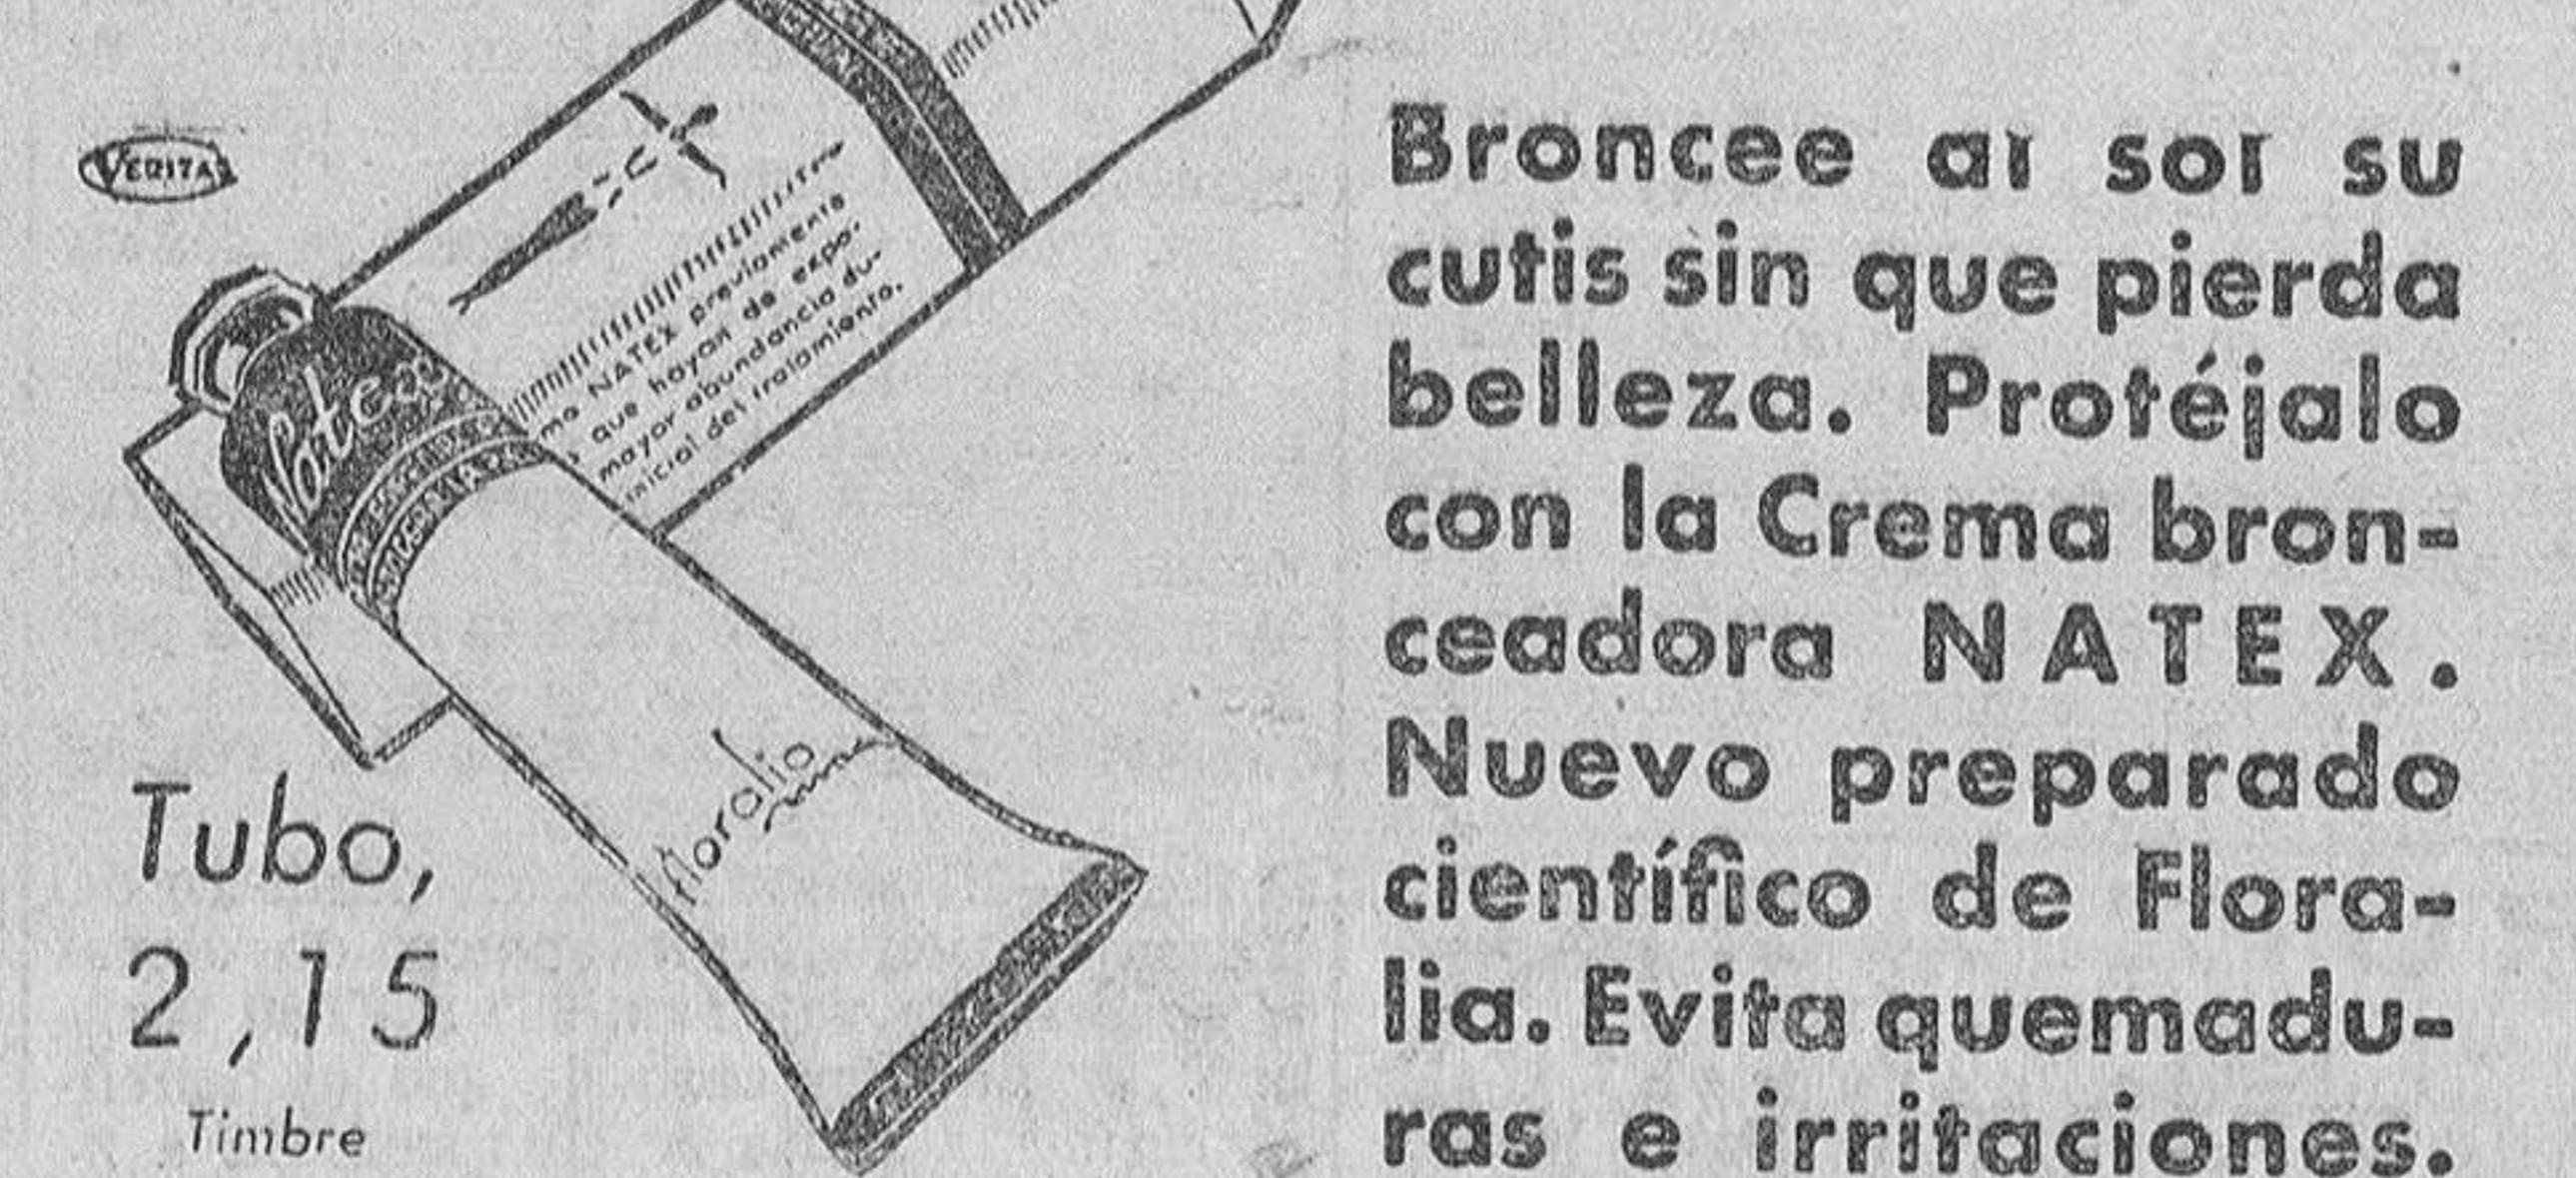 VERITAS
NATEX previamente
que hayan de expo-
mayor abundancia du-
inicial del tratamiento.
Natex
floralia
Tubo,
2,15
Timbre
Broncee al sol su
cutis sin que pierda
belleza. Protéjalo
con la Crema bron-
ceadora NATEX.
Nuevo preparado
científico de Flora-
lia. Evita quemadu-
ras e irritaciones.